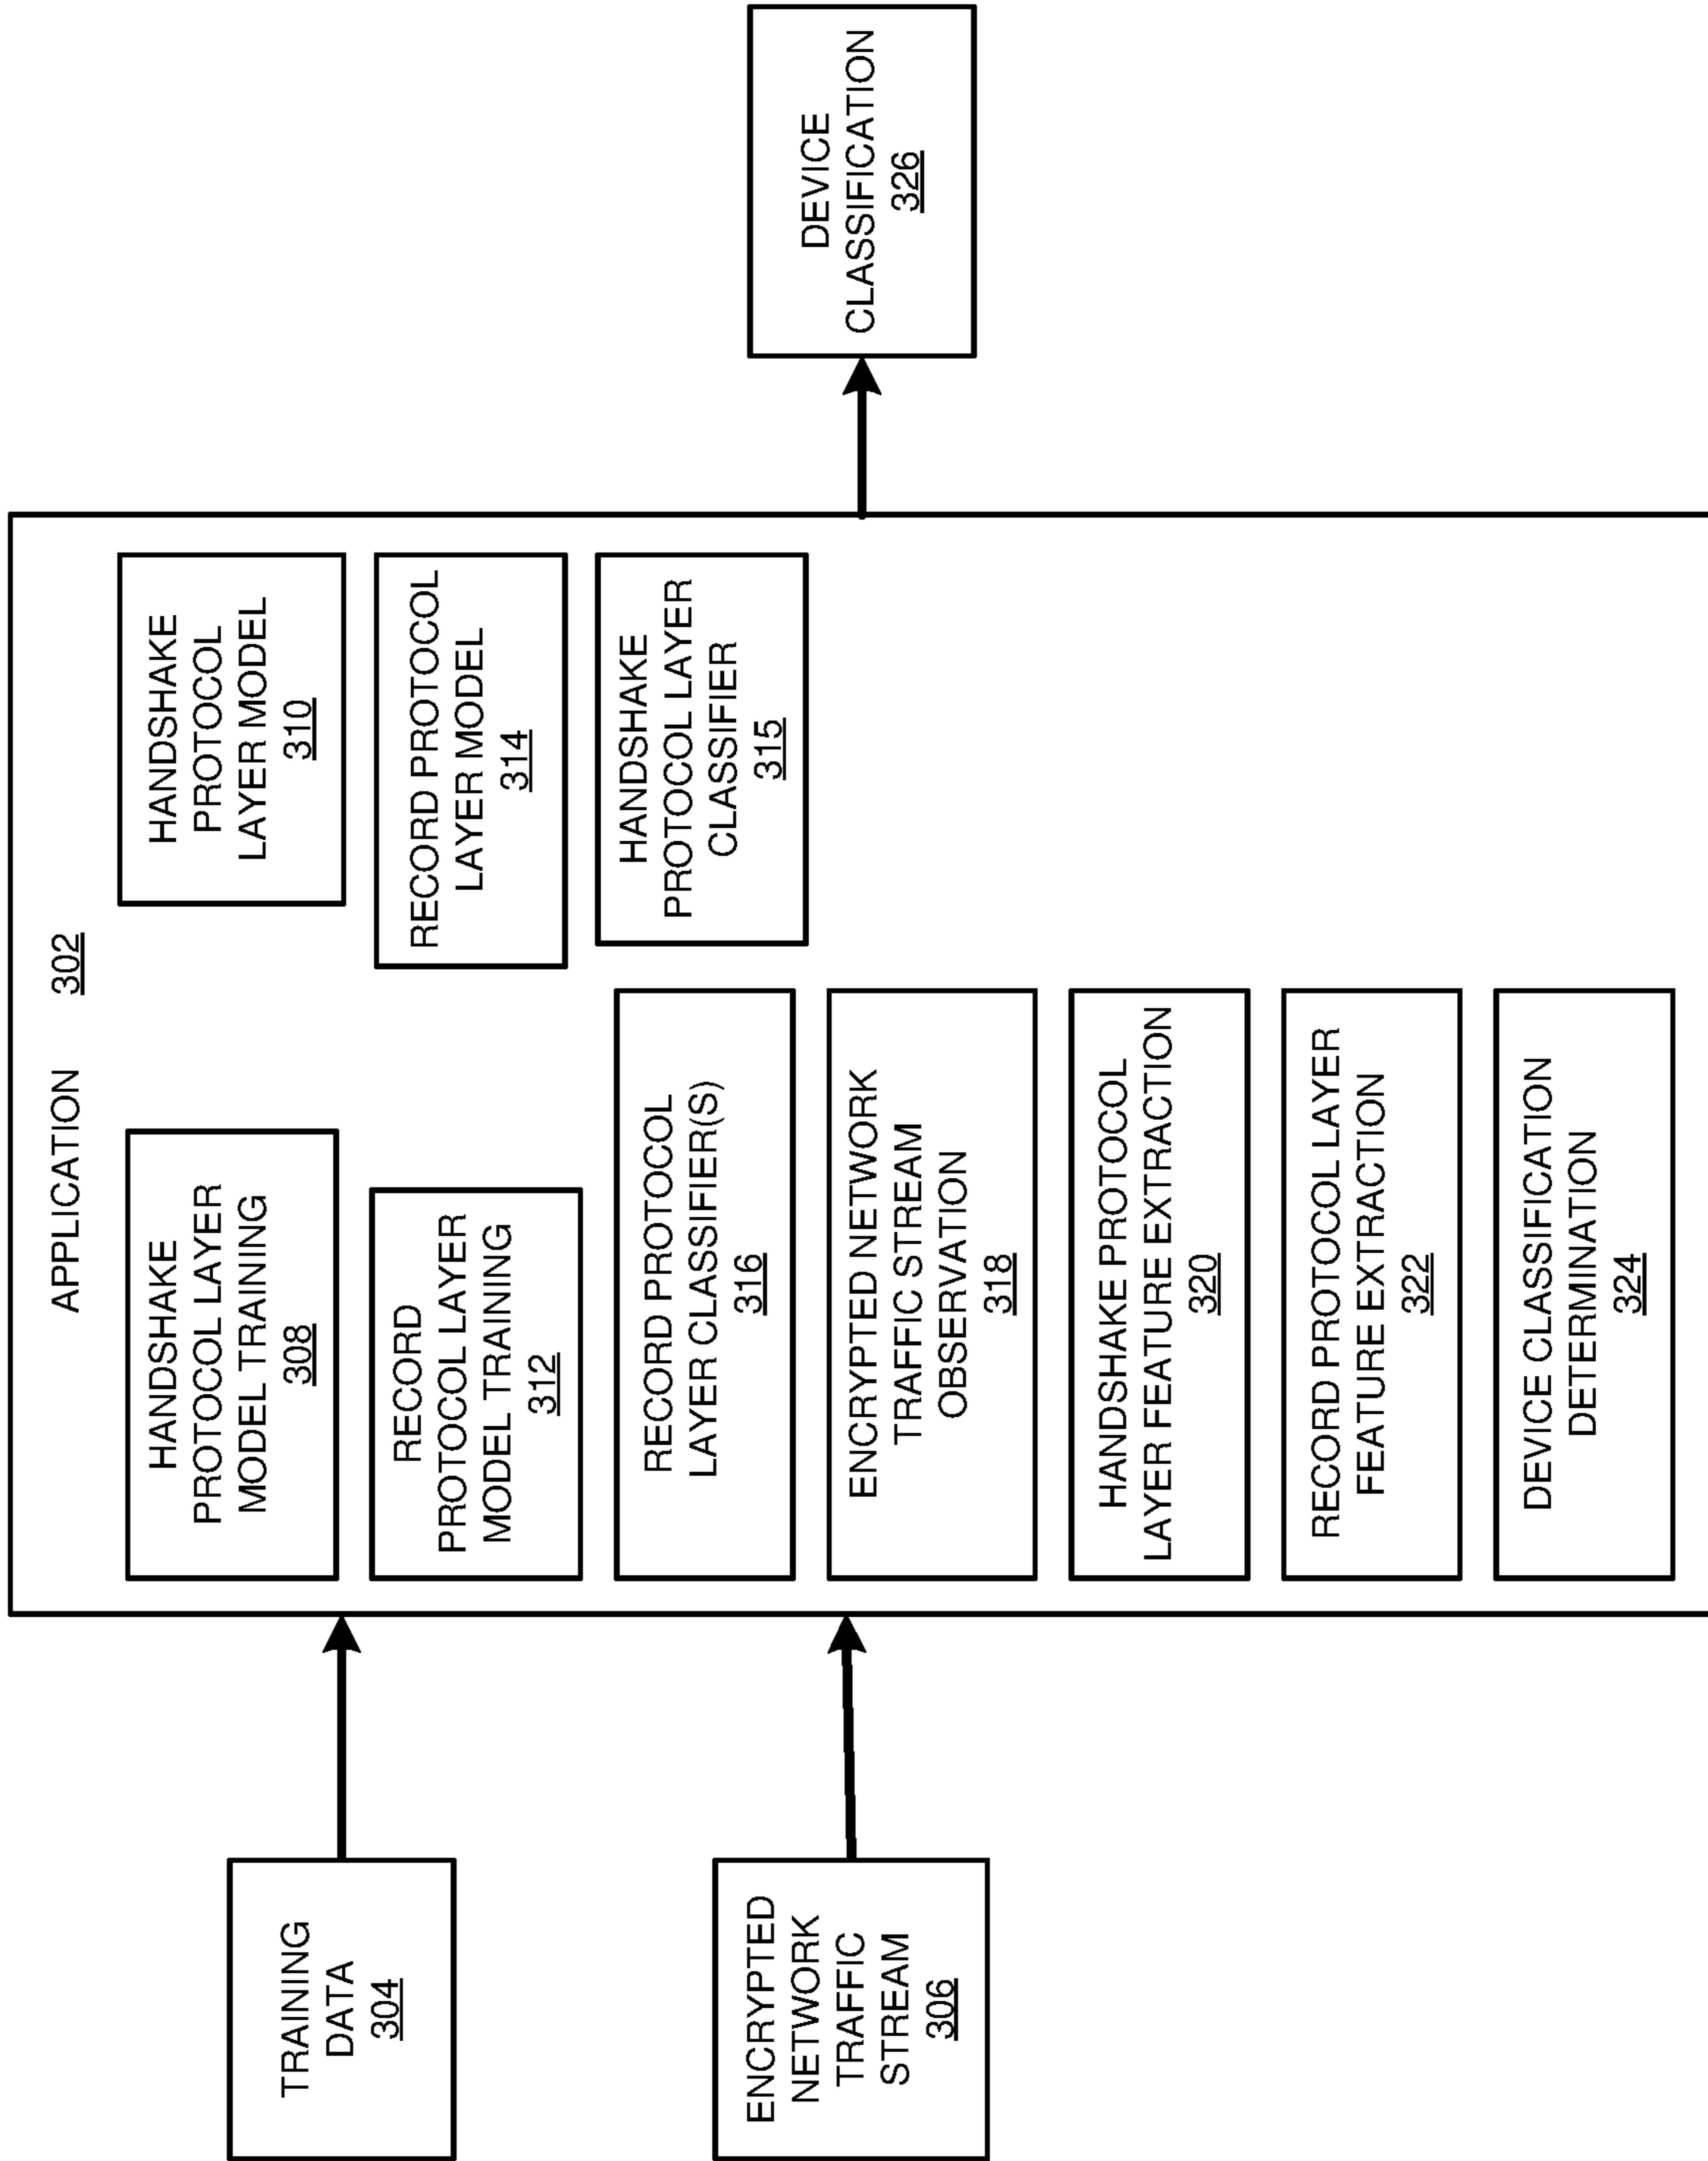 TRAINING
DATA
304
ENCRYPTED
NETWORK
TRAFFIC
STREAM
306
APPLICATION 302
HANDSHAKE
PROTOCOL LAYER
MODEL TRAINING
308
HANDSHAKE
PROTOCOL
LAYER MODEL
310
RECORD
PROTOCOL LAYER
MODEL TRAINING
312
RECORD PROTOCOL
LAYER MODEL
314
HANDSHAKE
PROTOCOL LAYER
CLASSIFIER
315
RECORD PROTOCOL
LAYER CLASSIFIER(S)
316
ENCRYPTED NETWORK
TRAFFIC STREAM
OBSERVATION
318
HANDSHAKE PROTOCOL
LAYER FEATURE EXTRACTION
320
RECORD PROTOCOL LAYER
FEATURE EXTRACTION
322
DEVICE CLASSIFICATION
DETERMINATION
324
DEVICE
CLASSIFICATION
326